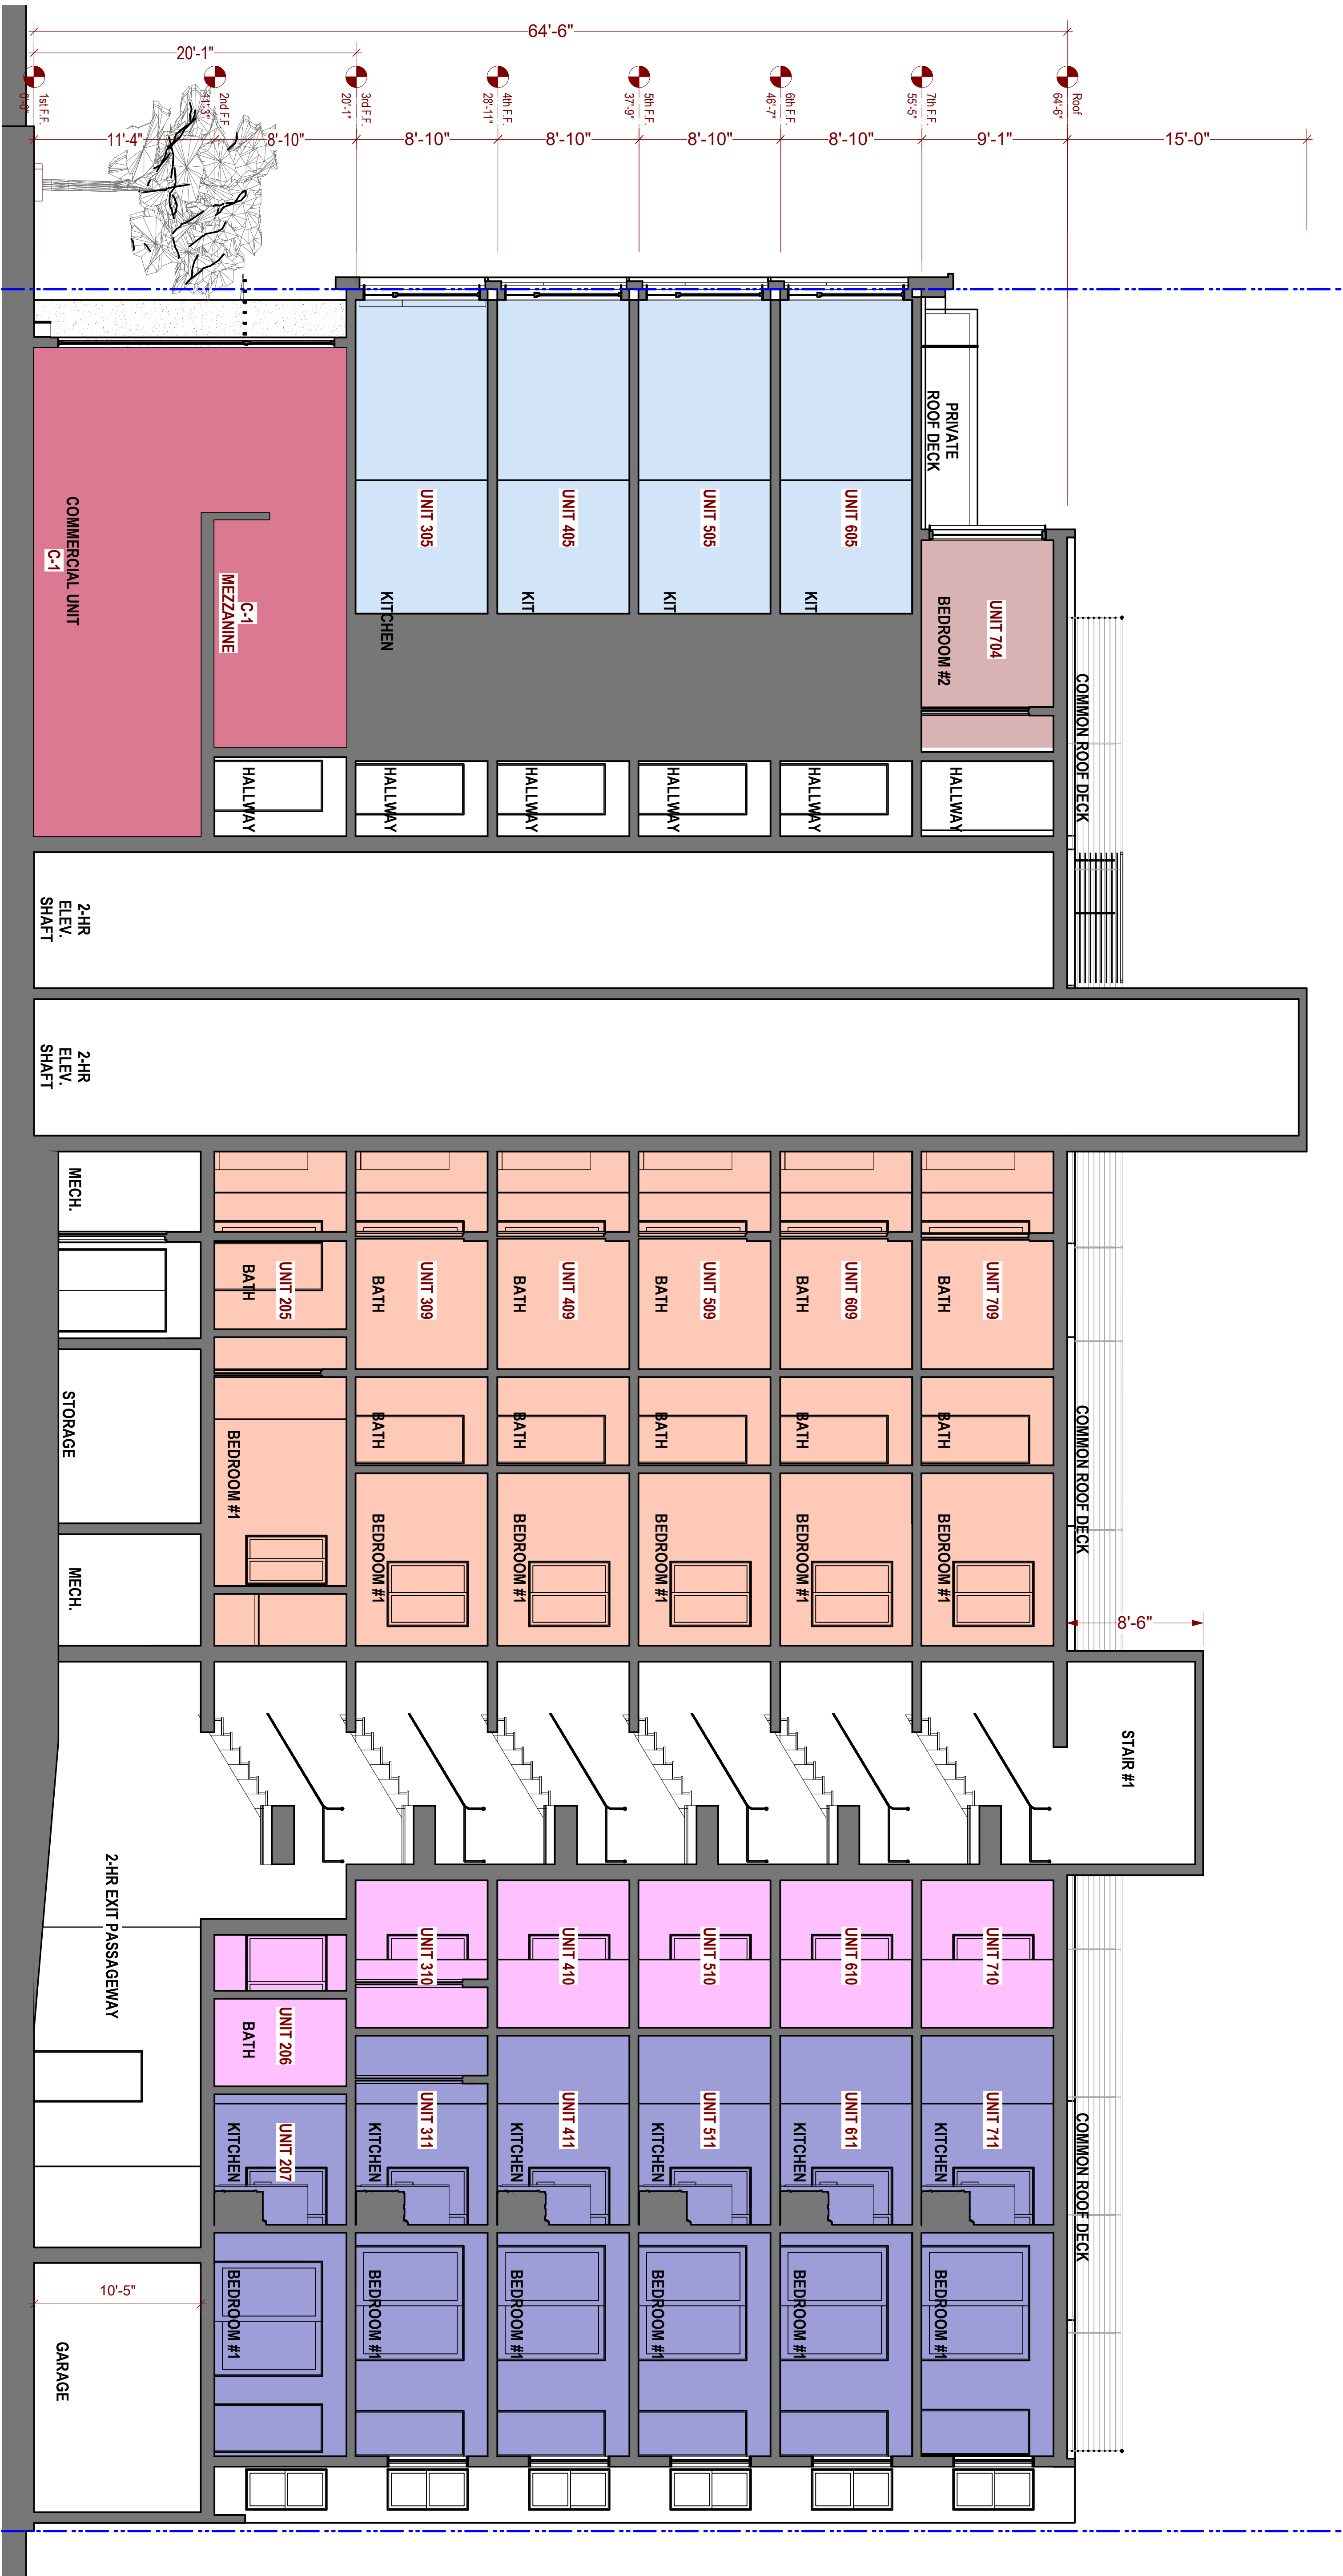 64'-6"
20'-1"
15'-0"
9'-1"
8'-10"
8'-10"
8'-10"
8'-10"
8'-10"
11'-4"
Roof
64'-6"
7th F.F.
55'-5"
6th F.F.
46'-7"
5th F.F.
37'-9"
4th F.F.
28'-11"
3rd F.F.
20'-1"
2nd F.F.
11'-3"
1st F.F.
0'-0"
8'-6"
STAIR #1
COMMON ROOF DECK
COMMON ROOF DECK
COMMON ROOF DECK
PRIVATE
ROOF DECK
UNIT 704
BEDROOM #2
HALLWAY
UNIT 709
BATH
BATH
BEDROOM #1
UNIT 710
UNIT 711
KITCHEN
BEDROOM #1
UNIT 605
KIT
HALLWAY
UNIT 609
BATH
BATH
BEDROOM #1
UNIT 610
UNIT 611
KITCHEN
BEDROOM #1
UNIT 505
KIT
HALLWAY
UNIT 509
BATH
BATH
BEDROOM #1
UNIT 510
UNIT 511
KITCHEN
BEDROOM #1
UNIT 405
KIT
HALLWAY
UNIT 409
BATH
BATH
BEDROOM #1
UNIT 410
UNIT 411
KITCHEN
BEDROOM #1
UNIT 305
KITCHEN
HALLWAY
UNIT 309
BATH
BATH
BEDROOM #1
UNIT 310
UNIT 311
KITCHEN
BEDROOM #1
C-1
MEZZANINE
HALLWAY
UNIT 205
BATH
BEDROOM #1
UNIT 206
BATH
UNIT 207
KITCHEN
BEDROOM #1
COMMERCIAL UNIT
C-1
2-HR
ELEV.
SHAFT
2-HR
ELEV.
SHAFT
MECH.
STORAGE
MECH.
2-HR EXIT PASSAGEWAY
10'-5"
GARAGE